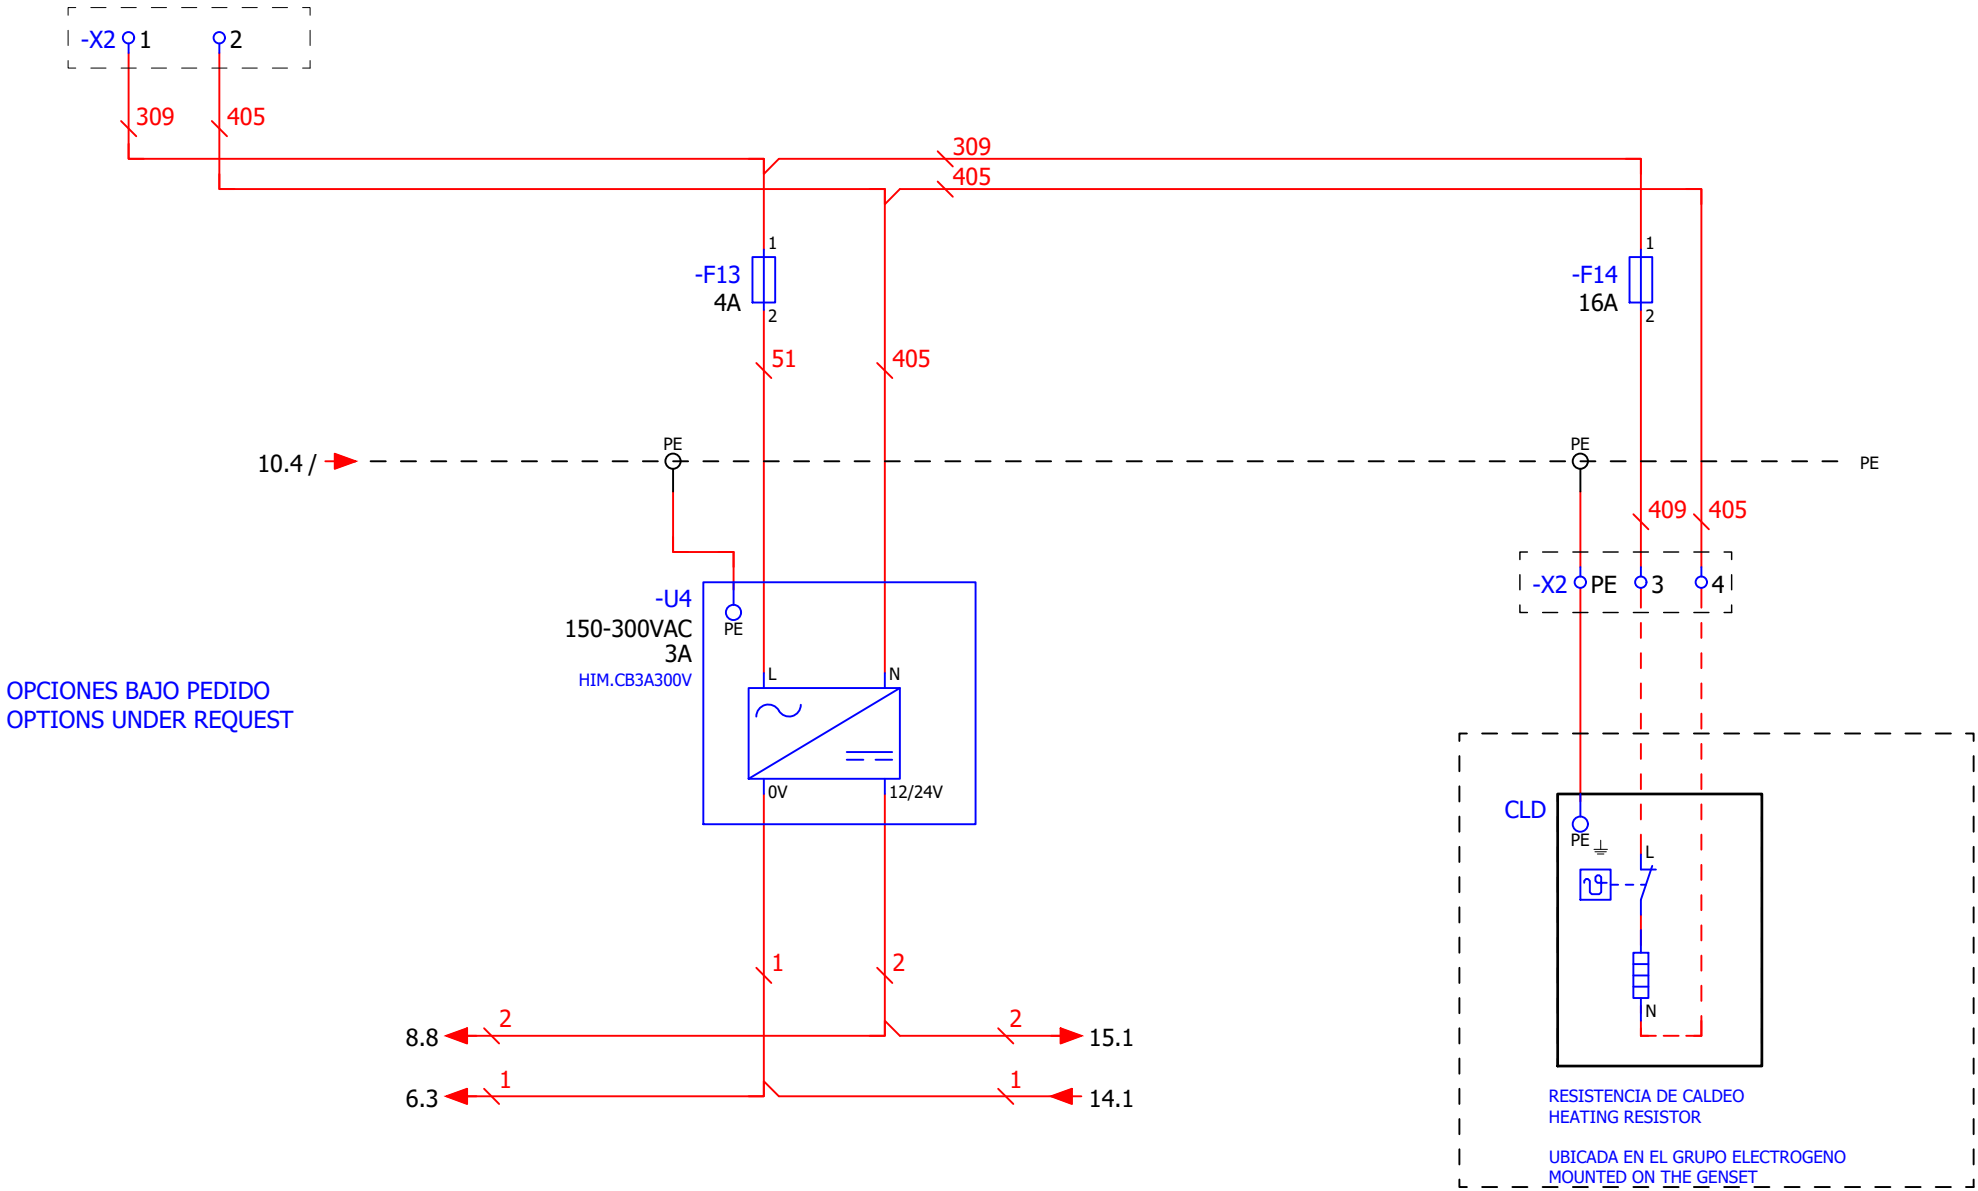 -X2 1 2
309 405
309
405
1 1
-F13 -F14
4A 16A
2 2
51 405
PE PE
10.4 / PE
409 405
-X2 PE 3 4
-U4
150-300VAC PE
3A
HIM.CB3A300V L N
OPCIONES BAJO PEDIDO
OPTIONS UNDER REQUEST
0V 12/24V
CLD
PE
L
1 2
N
2 2
8.8 15.1
1 1
6.3 14.1
RESISTENCIA DE CALDEO
HEATING RESISTOR
UBICADA EN EL GRUPO ELECTROGENO
MOUNTED ON THE GENSET